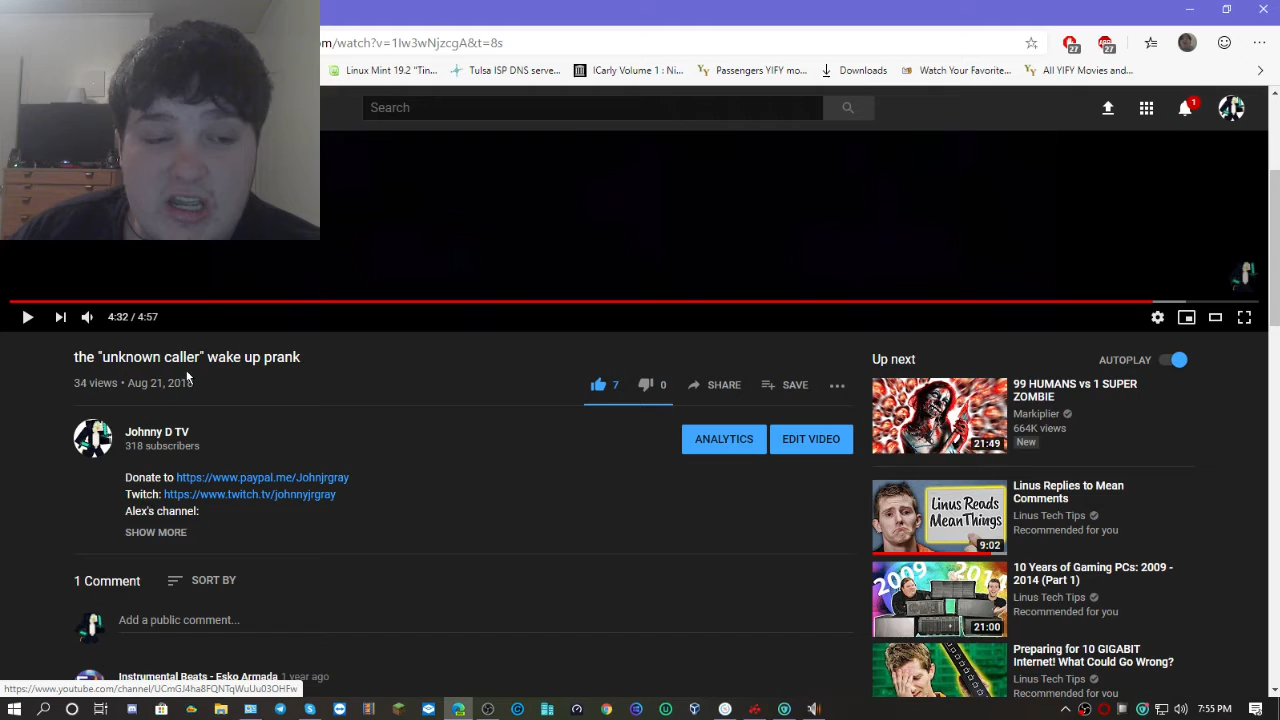 om/watch?v=1Iw3wNjzcgA&t=8s
27
27
Linux Mint 19.2 "Tin...
Tulsa ISP DNS serve...
ICarly Volume 1 : Ni...
Passengers YIFY mo...
Downloads
Watch Your Favorite...
All YIFY Movies and...
Search
1
4:32 / 4:57
the "unknown caller" wake up prank
34 views • Aug 21, 201
7
0
SHARE
SAVE
Johnny D TV
318 subscribers
ANALYTICS
EDIT VIDEO
Donate to https://www.paypal.me/Johnjrgray
Twitch: https://www.twitch.tv/johnnyjrgray
Alex's channel:
SHOW MORE
1 Comment
SORT BY
Add a public comment...
Instrumental Beats - Esko Armada 1 year ago
https://www.youtube.com/channel/UCmGJ4ha8FQNTqWuUu03OHFw
Up next
AUTOPLAY
99 HUMANS vs 1 SUPER
ZOMBIE
Markiplier
664K views
New
21:49
Linus Replies to Mean
Comments
Linus Tech Tips
Recommended for you
Linus Reads
Mean Things
9:02
10 Years of Gaming PCs: 2009 -
2014 (Part 1)
Linus Tech Tips
Recommended for you
2009
21:00
Preparing for 10 GIGABIT
Internet! What Could Go Wrong?
Linus Tech Tips
Recommended for you
7:55 PM